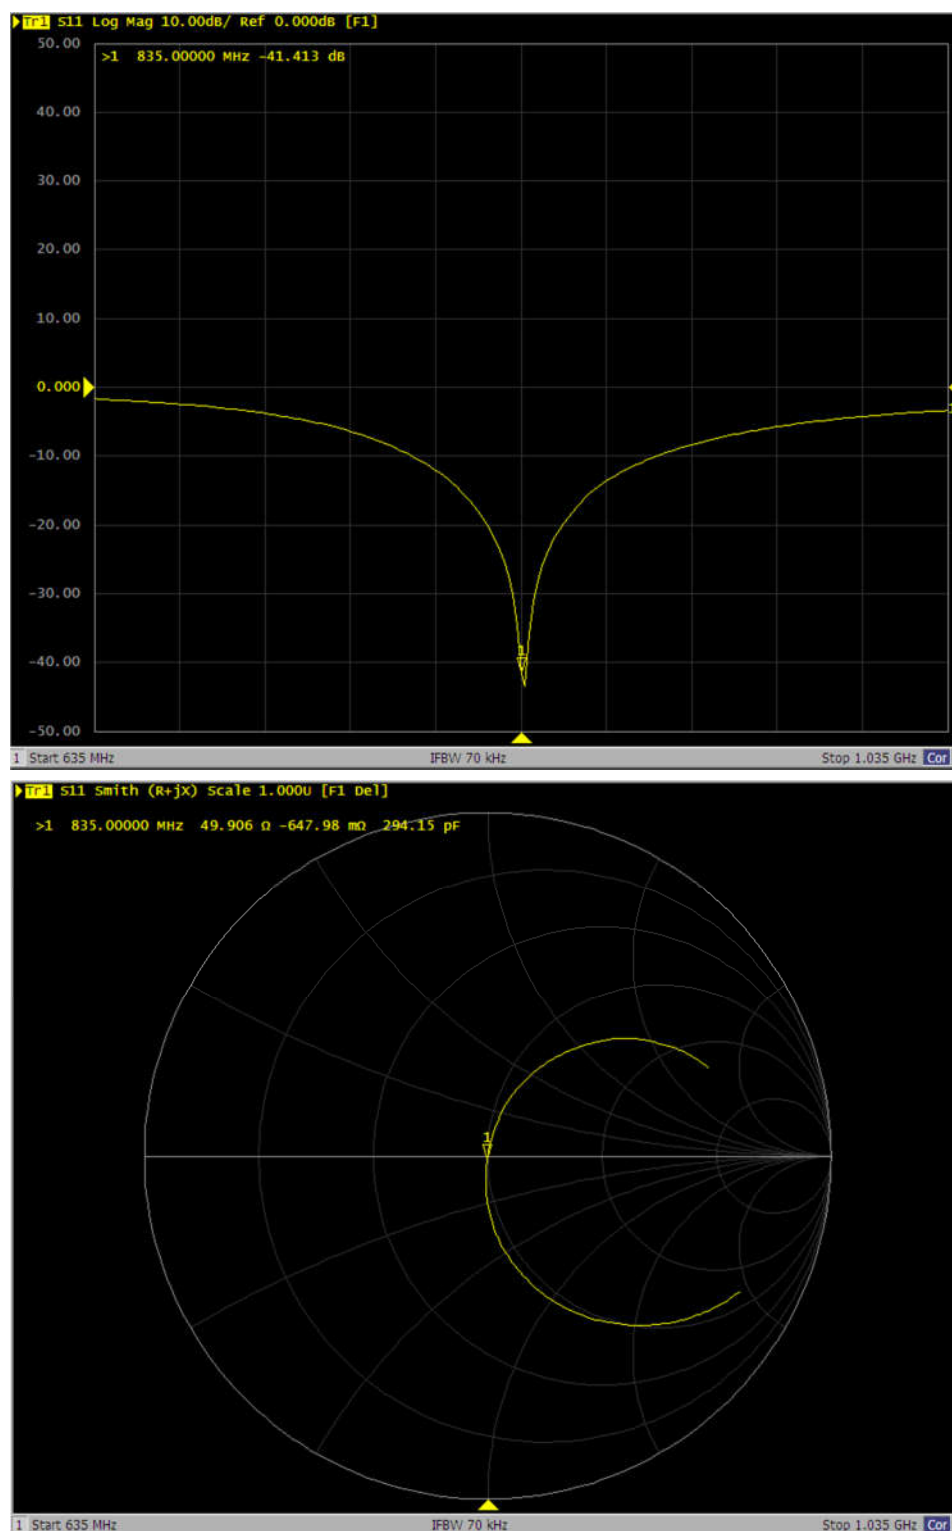 Tr1 S11 Log Mag 10.00dB/ Ref 0.000dB [F1]
50.00
>1 835.00000 MHz -41.413 dB
40.00
30.00
20.00
10.00
0.000
-10.00
-20.00
-30.00
-40.00
1
-50.00
1 Start 635 MHz IFBW 70 kHz Stop 1.035 GHz Cor
Tr1 S11 Smith (R+jX) Scale 1.000U [F1 Del]
>1 835.00000 MHz 49.906 Ω -647.98 mΩ 294.15 pF
1
1 Start 635 MHz IFBW 70 kHz Stop 1.035 GHz Cor